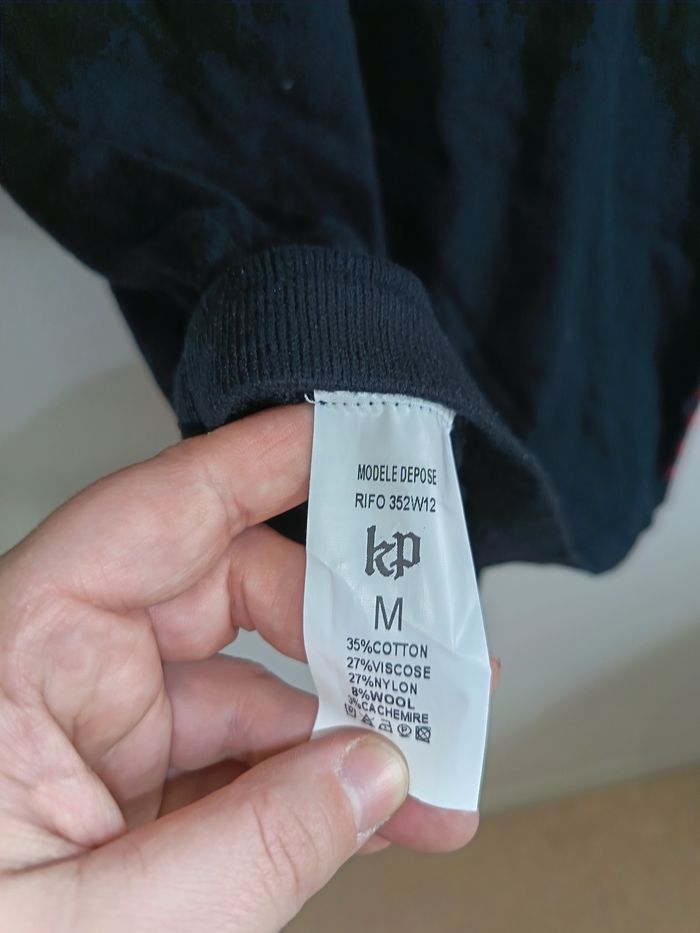 MODELE DEPOSE
RIFO 352W12
kp
M
35%COTTON
27%VISCOSE
27%NYLON
8%WOOL
3%CACHEMIRE